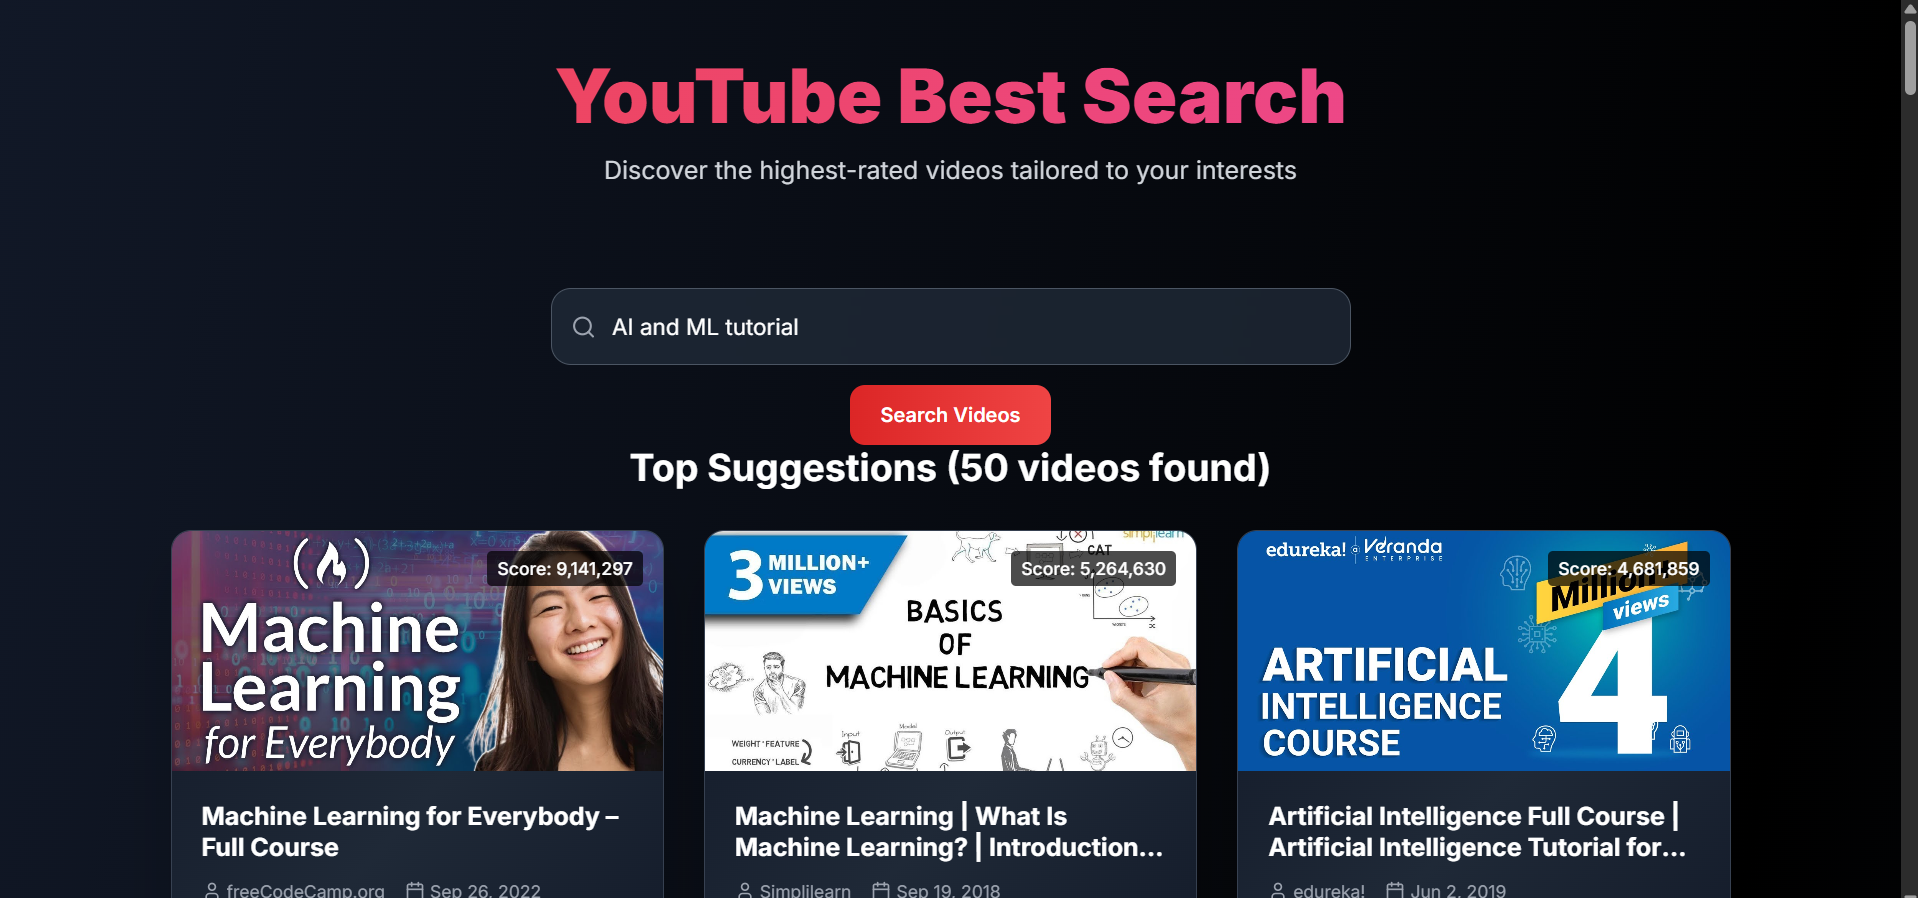 YouTube Best Search
Discover the highest-rated videos tailored to your interests
AI and ML tutorial
Search Videos
Top Suggestions (50 videos found)
Score: 9,141,297
Machine
Learning
for Everybody
simplilearn
3 MILLION+
VIEWS
CAT
Score: 5,264,630
BASICS
OF
MACHINE LEARNING
Model
Input
Output
WEIGHT * FEATURE
CURRENCY * LABEL
edureka! Veranda
ENTERPRISE
Score: 4,681,859
Million+
views
4
ARTIFICIAL
INTELLIGENCE
COURSE
Machine Learning for Everybody –
Full Course
freeCodeCamp.org Sep 26, 2022
Machine Learning | What Is
Machine Learning? | Introduction...
Simplilearn Sep 19, 2018
Artificial Intelligence Full Course |
Artificial Intelligence Tutorial for...
edureka! Jun 2, 2019